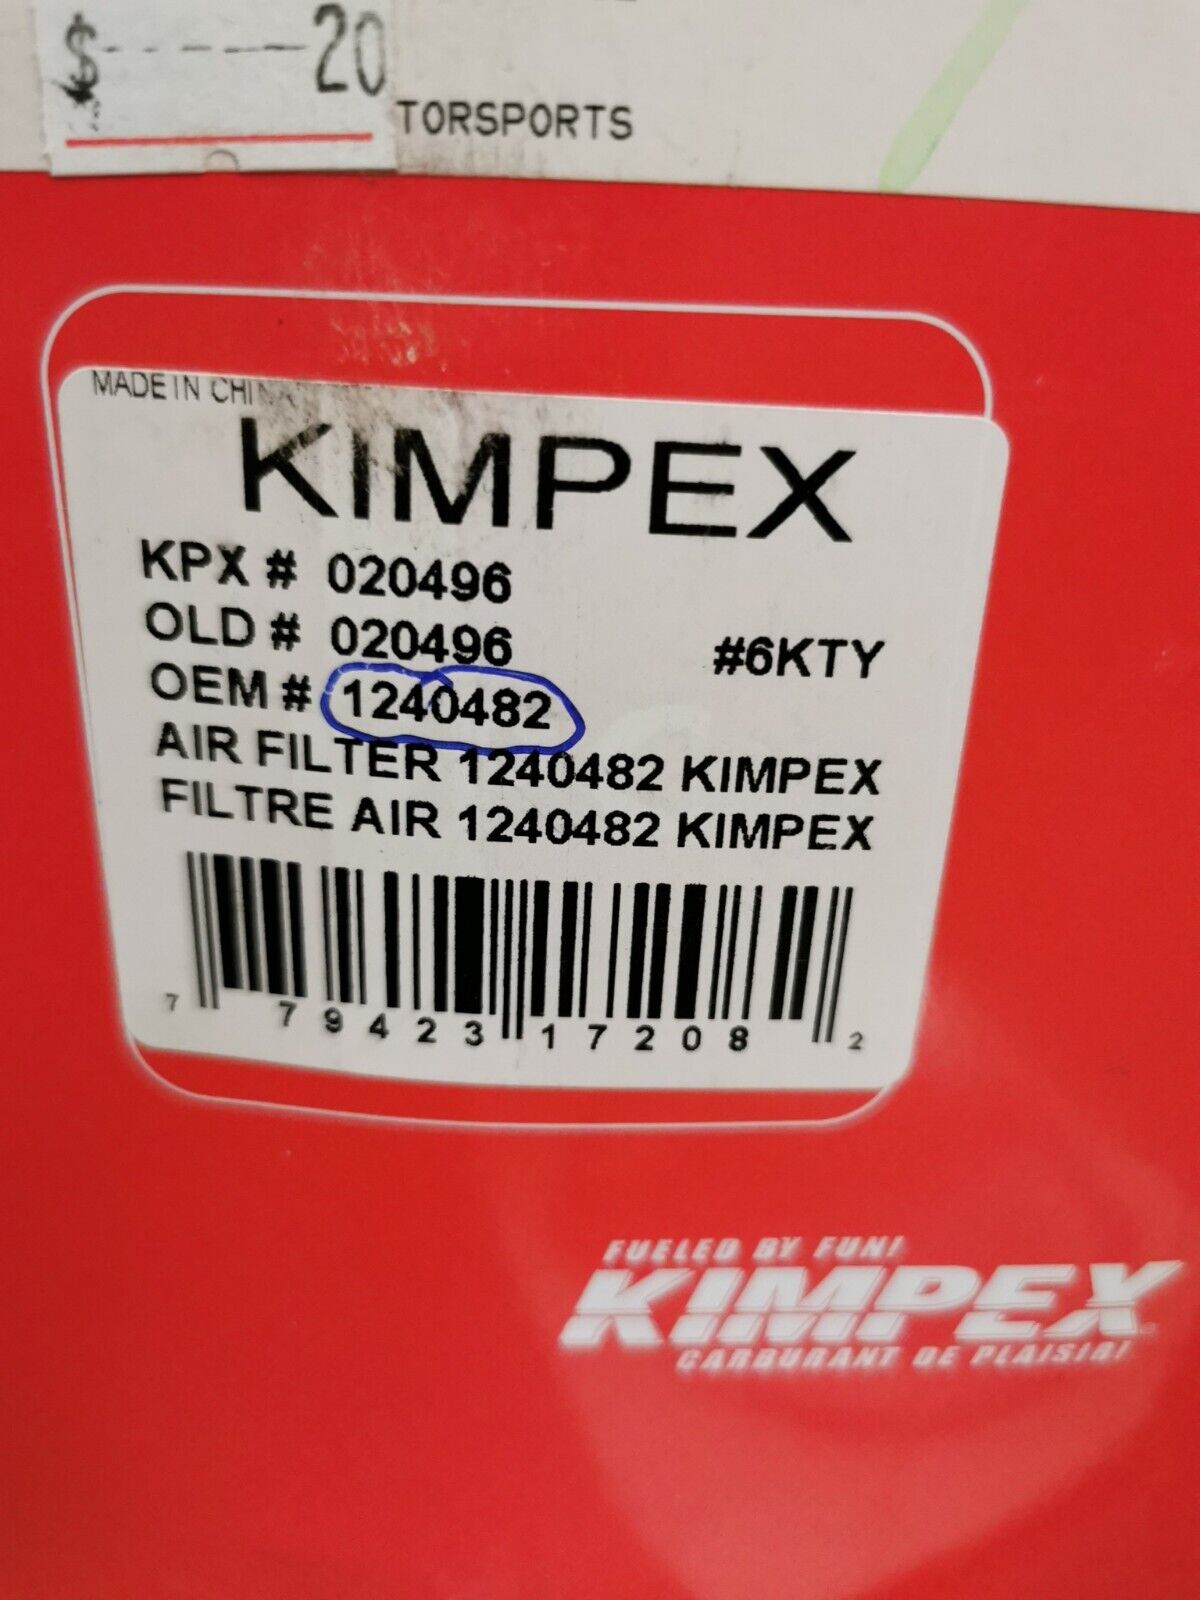 $-----20
TORSPORTS
MADE IN CHINA
KIMPEX
KPX # 020496
OLD # 020496 #6KTY
OEM # 1240482
AIR FILTER 1240482 KIMPEX
FILTRE AIR 1240482 KIMPEX
7 79423 17208 2
FUELED BY FUN!
KIMPEX
CARBURANT DE PLAISIR!